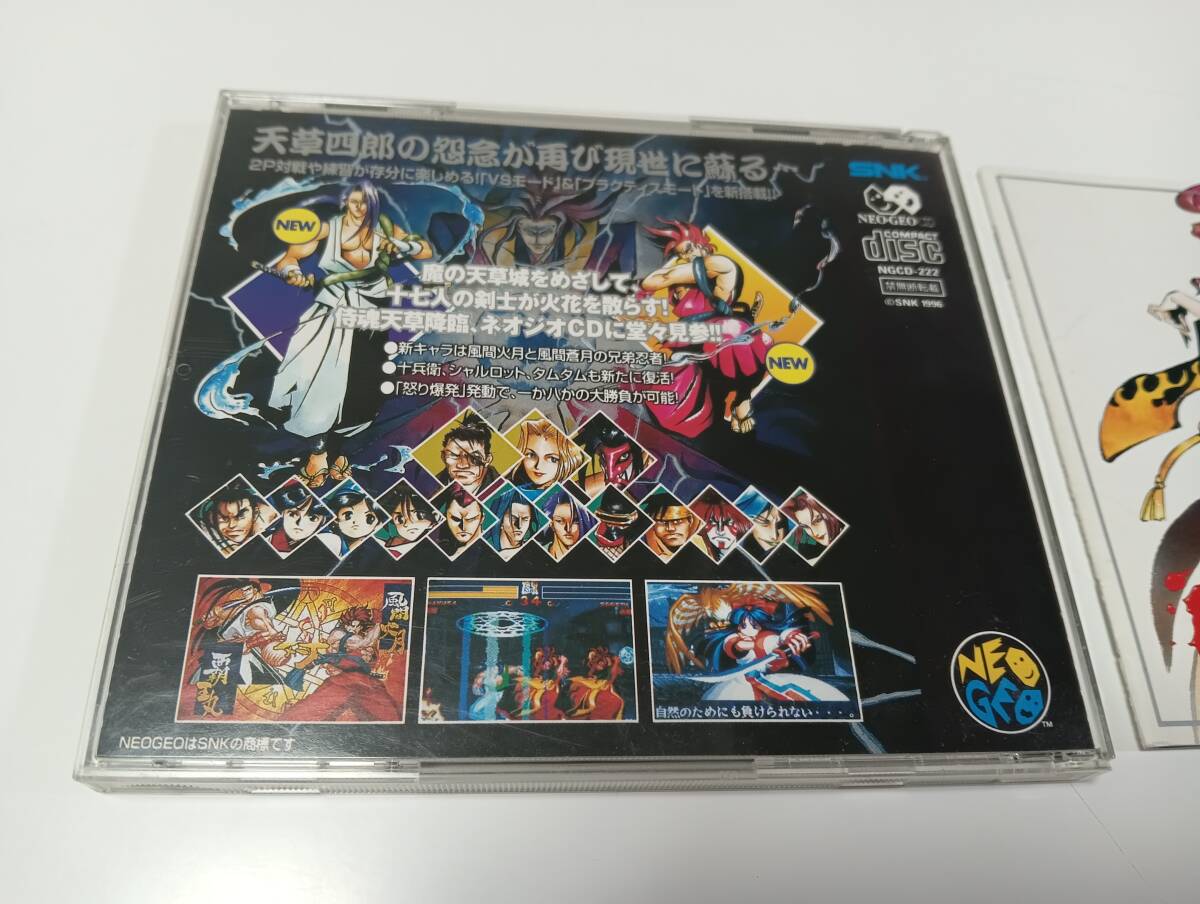 天草四郎の怨念が再び現世に蘇る
2P対戦や練習が存分に楽しめる!「VSモード」&「プラクティスモード」を新搭載!!
SNK
NEO・GEO CD
COMPACT
disc
NGCD-222
禁無断転載
©SNK 1996
NEW
魔の天草城をめざして、
十七人の剣士が火花を散らす!
侍魂天草降臨、ネオジオCDに堂々見参!!
NEW
●新キャラは風間火月と風間蒼月の兄弟忍者!
●十兵衛、シャルロット、タムタムも新たに復活!
●「怒り爆発」発動で、一か八かの大勝負が可能!
風間火月
覇王丸
34
自然のためにも負けられない・・・。
NEO
GEO
TM
NEOGEOはSNKの商標です